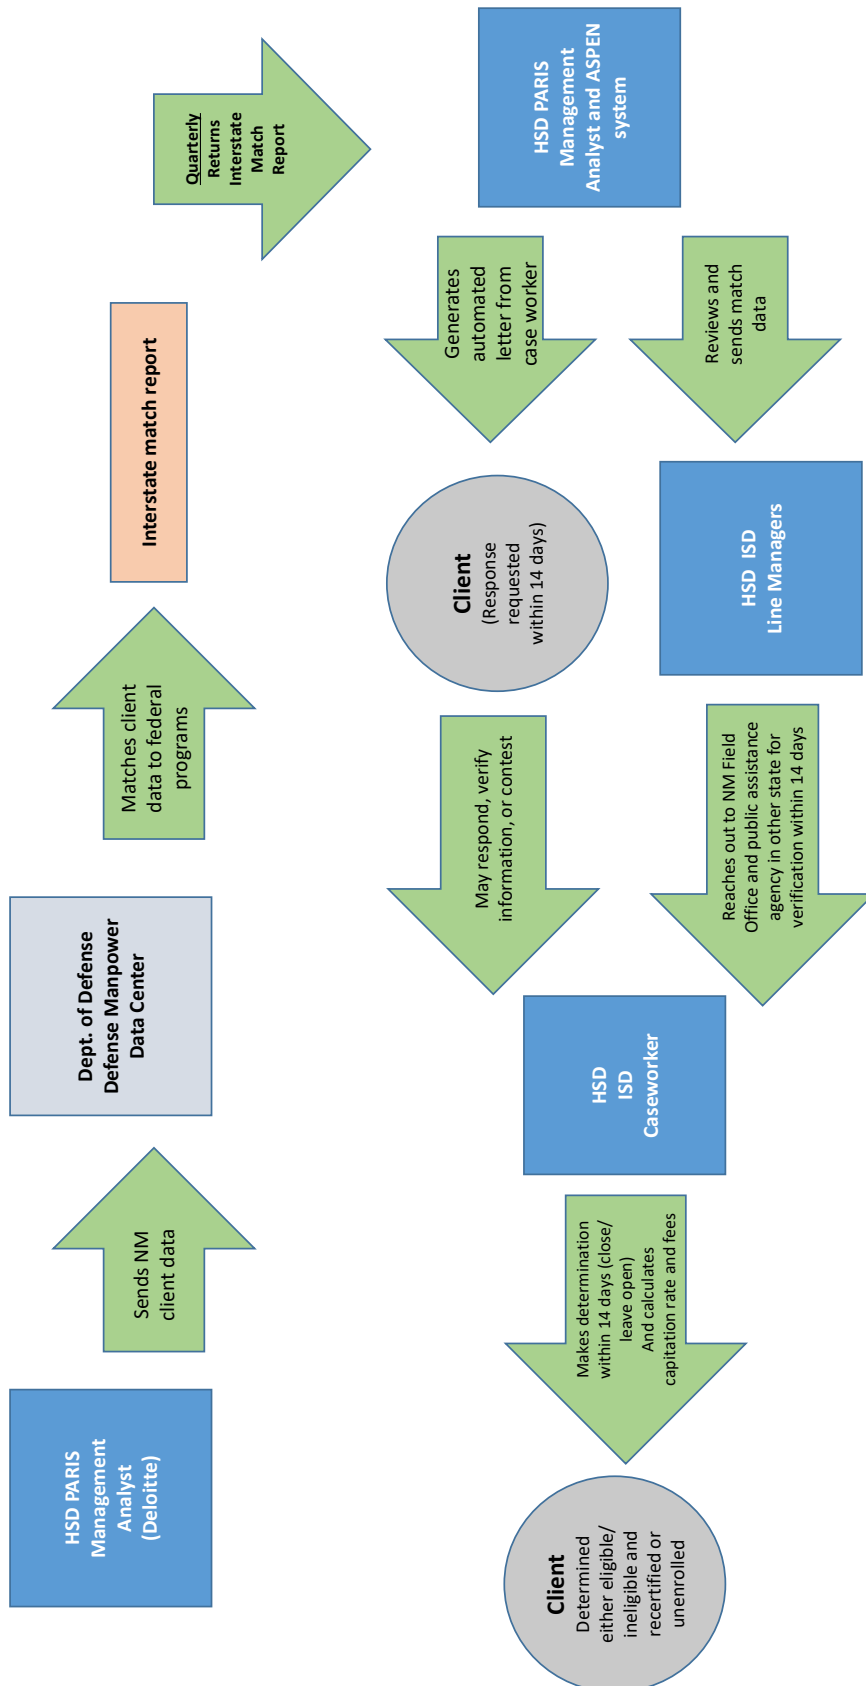 HSD PARIS
Management
Analyst
(Deloitte)
Sends NM
client data
Dept. of Defense
Defense Manpower
Data Center
Matches client
data to federal
programs
Interstate match report
Quarterly
Returns
Interstate
Match
Report
HSD PARIS
Management
Analyst and ASPEN
system
Generates
automated
letter from
case worker
Reviews and
sends match
data
Client
(Response
requested
within 14 days)
HSD ISD
Line Managers
May respond, verify
information, or contest
Reaches out to NM Field
Office and public assistance
agency in other state for
verification within 14 days
HSD
ISD
Caseworker
Makes determination
within 14 days (close/
leave open)
And calculates
capitation rate and fees
Client
Determined
either eligible/
ineligible and
recertified or
unenrolled